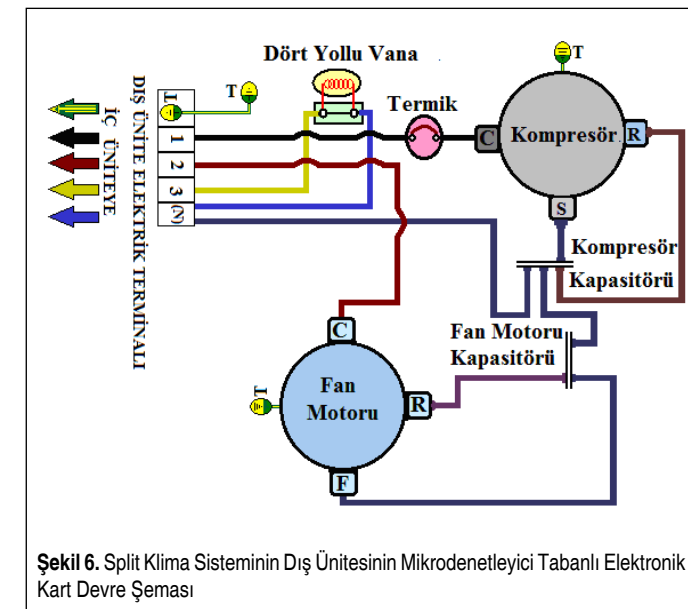 Dört Yollu Vana
T
T
Termik
DIŞ ÜNİTE ELEKTRİK TERMİNALI
İÇ ÜNİTEYE
T
1
2
3
(N)
C
Kompresör
R
S
Kompresör
Kapasitörü
Fan Motoru
Kapasitörü
C
Fan
Motoru
R
F
T
Şekil 6. Split Klima Sisteminin Dış Ünitesinin Mikrodenetleyici Tabanlı Elektronik
Kart Devre Şeması